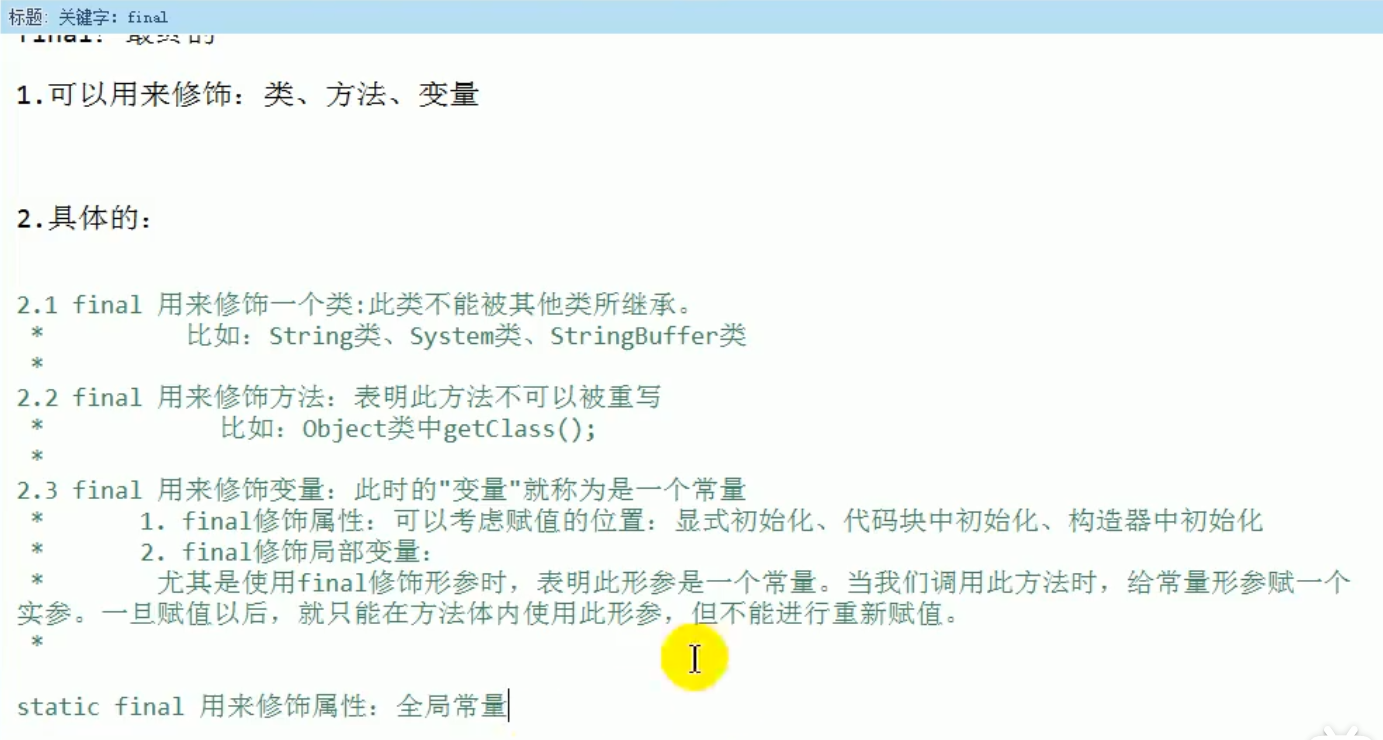 标题: 关键字: final
final: 最终的
1.可以用来修饰: 类、方法、变量
2.具体的:
2.1 final 用来修饰一个类:此类不能被其他类所继承。
* 比如: String类、System类、StringBuffer类
*
2.2 final 用来修饰方法: 表明此方法不可以被重写
* 比如: Object类中getClass();
*
2.3 final 用来修饰变量: 此时的"变量"就称为是一个常量
* 1. final修饰属性: 可以考虑赋值的位置: 显式初始化、代码块中初始化、构造器中初始化
* 2. final修饰局部变量:
* 尤其是使用final修饰形参时, 表明此形参是一个常量。当我们调用此方法时, 给常量形参赋一个
实参。一旦赋值以后, 就只能在方法体内使用此形参, 但不能进行重新赋值。
*
static final 用来修饰属性: 全局常量